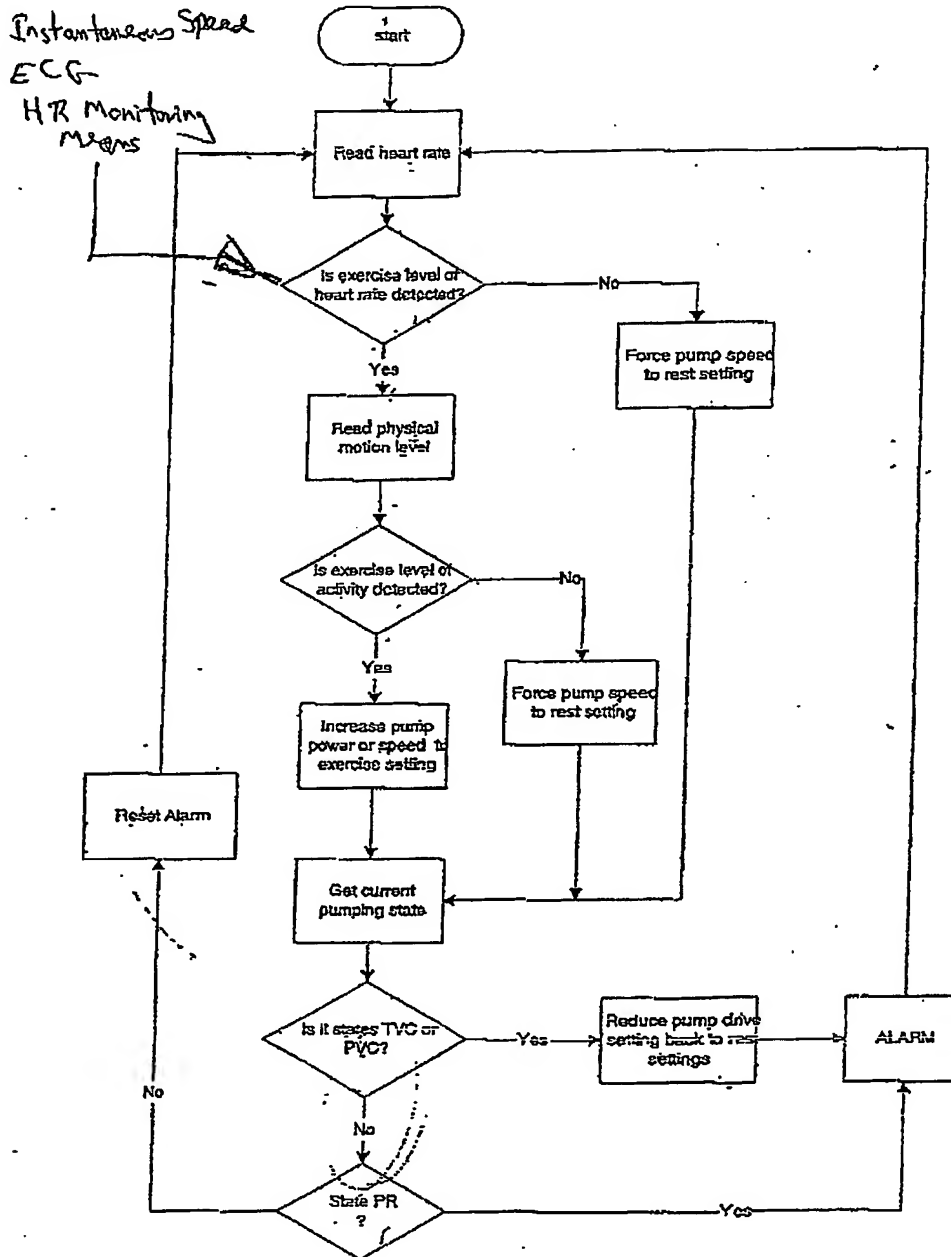 Instantaneous Speed
ECG
HR Monitoring
Means
start
Read heart rate
Is exercise level of
heart rate detected?
No
Force pump speed
to rest setting
Yes
Read physical
motion level
Is exercise level of
activity detected?
No
Yes
Force pump speed
to rest setting
Increase pump
power or speed to
exercise setting
Reset Alarm
Get current
pumping state
Is it states TVC or
PVC?
Yes
Reduce pump drive
setting back to rest
settings
ALARM
No
No
State PR
?
Yes